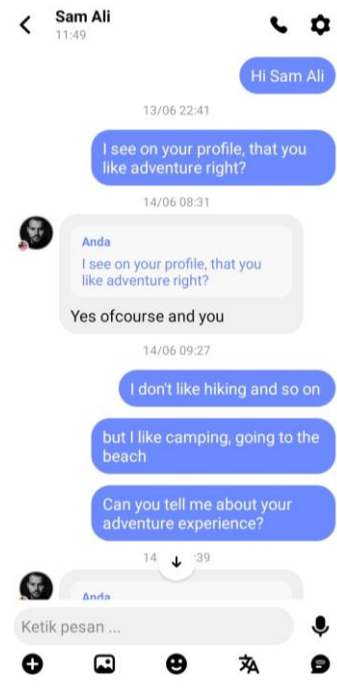 Sam Ali
11:49
Hi Sam Ali
13/06 22:41
I see on your profile, that you
like adventure right?
14/06 08:31
Anda
I see on your profile, that you
like adventure right?
Yes ofcourse and you
14/06 09:27
I don't like hiking and so on
but I like camping, going to the
beach
Can you tell me about your
adventure experience?
14 :39
Anda
Ketik pesan ...